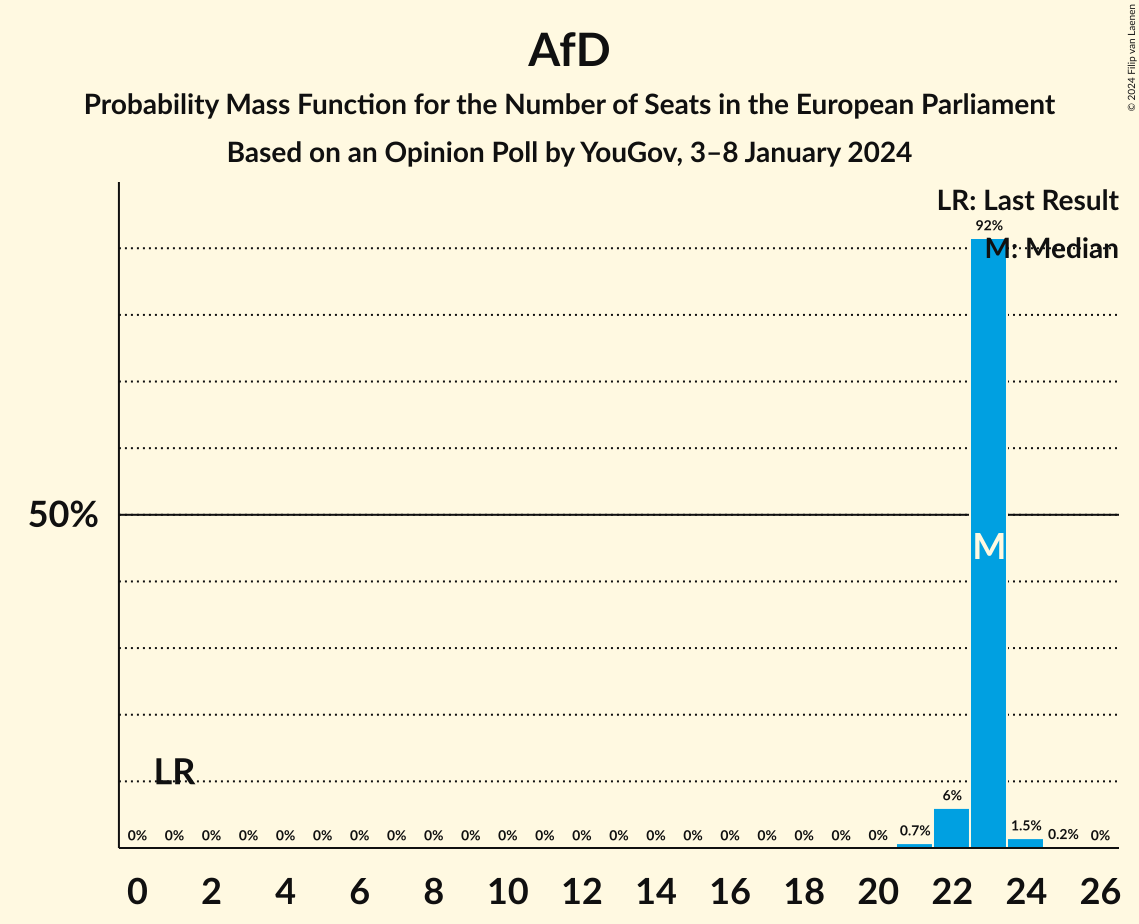 AfD
Probability Mass Function for the Number of Seats in the European Parliament
Based on an Opinion Poll by YouGov, 3–8 January 2024
© 2024 Filip van Laenen
LR: Last Result
M: Median
92%
50%
M
LR
0% 0% 0% 0% 0% 0% 0% 0% 0% 0% 0% 0% 0% 0% 0% 0% 0% 0% 0% 0% 0% 0.7% 6% 1.5% 0.2% 0%
0 2 4 6 8 10 12 14 16 18 20 22 24 26